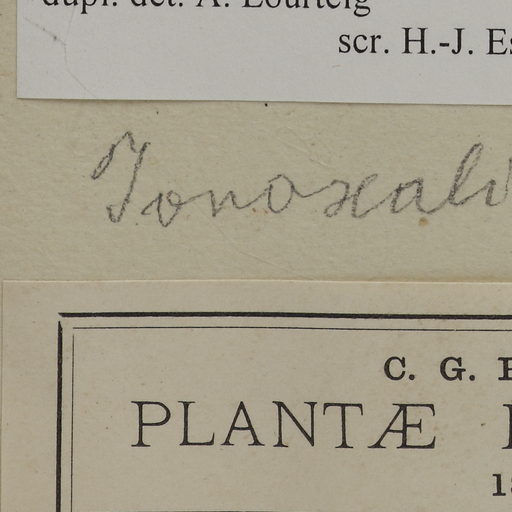 dupl. det. A. Lourteig
scr. H.-J. Es
Ionoxali
C. G.
PLANTÆ
1